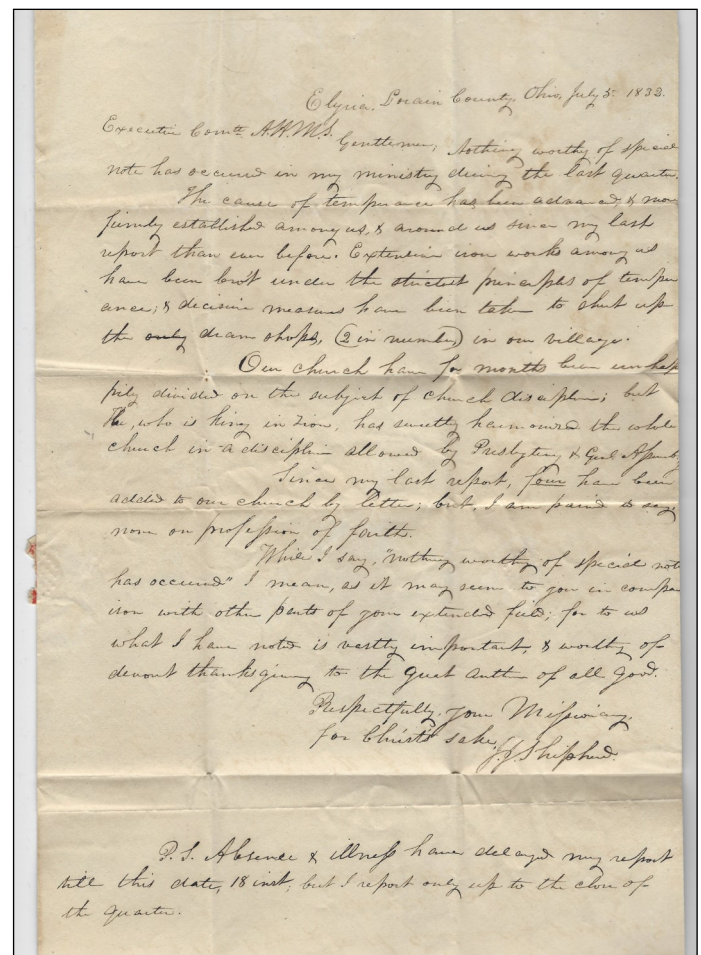 Elyria, Lorain County, Ohio, July 5. 1832.
Executive Comtt. A.H.M.S.
Gentlemen; Nothing worthy of special
note has occured in my ministry during the last quarter.
The cause of temperance has been advanced, & more
firmly established among us, & around us since my last
report than ever before. Extensive iron works among us
have been bro't under the strictest principles of temper
ance; & decisive measures have been taken to shut up
the only dram shops, (2 in number) in our village.
Our church have for months been unhap
pily divided on the subject of church discipline; but
He, who is king in Zion, has sweetly harmonized the whole
church in a discipline allowed by Presbytery & Genl Assembly
Since my last report, four have been
added to our church by letter; but, I am pained to say
none on profession of faith.
While I say, "nothing worthy of special note
has occured" I mean, as it may seem to you in compar
ison with other parts of your extended field; for to us
what I have noted is vastly important, & worthy of
devout thanksgiving to the great Author of all good.
Respectfully, your Missionary,
for Christ's sake,
J.J. Shipherd.
P.S. Absence & illness have delayed my report
till this date, 18 inst; but I report only up to the close of
the quarter.